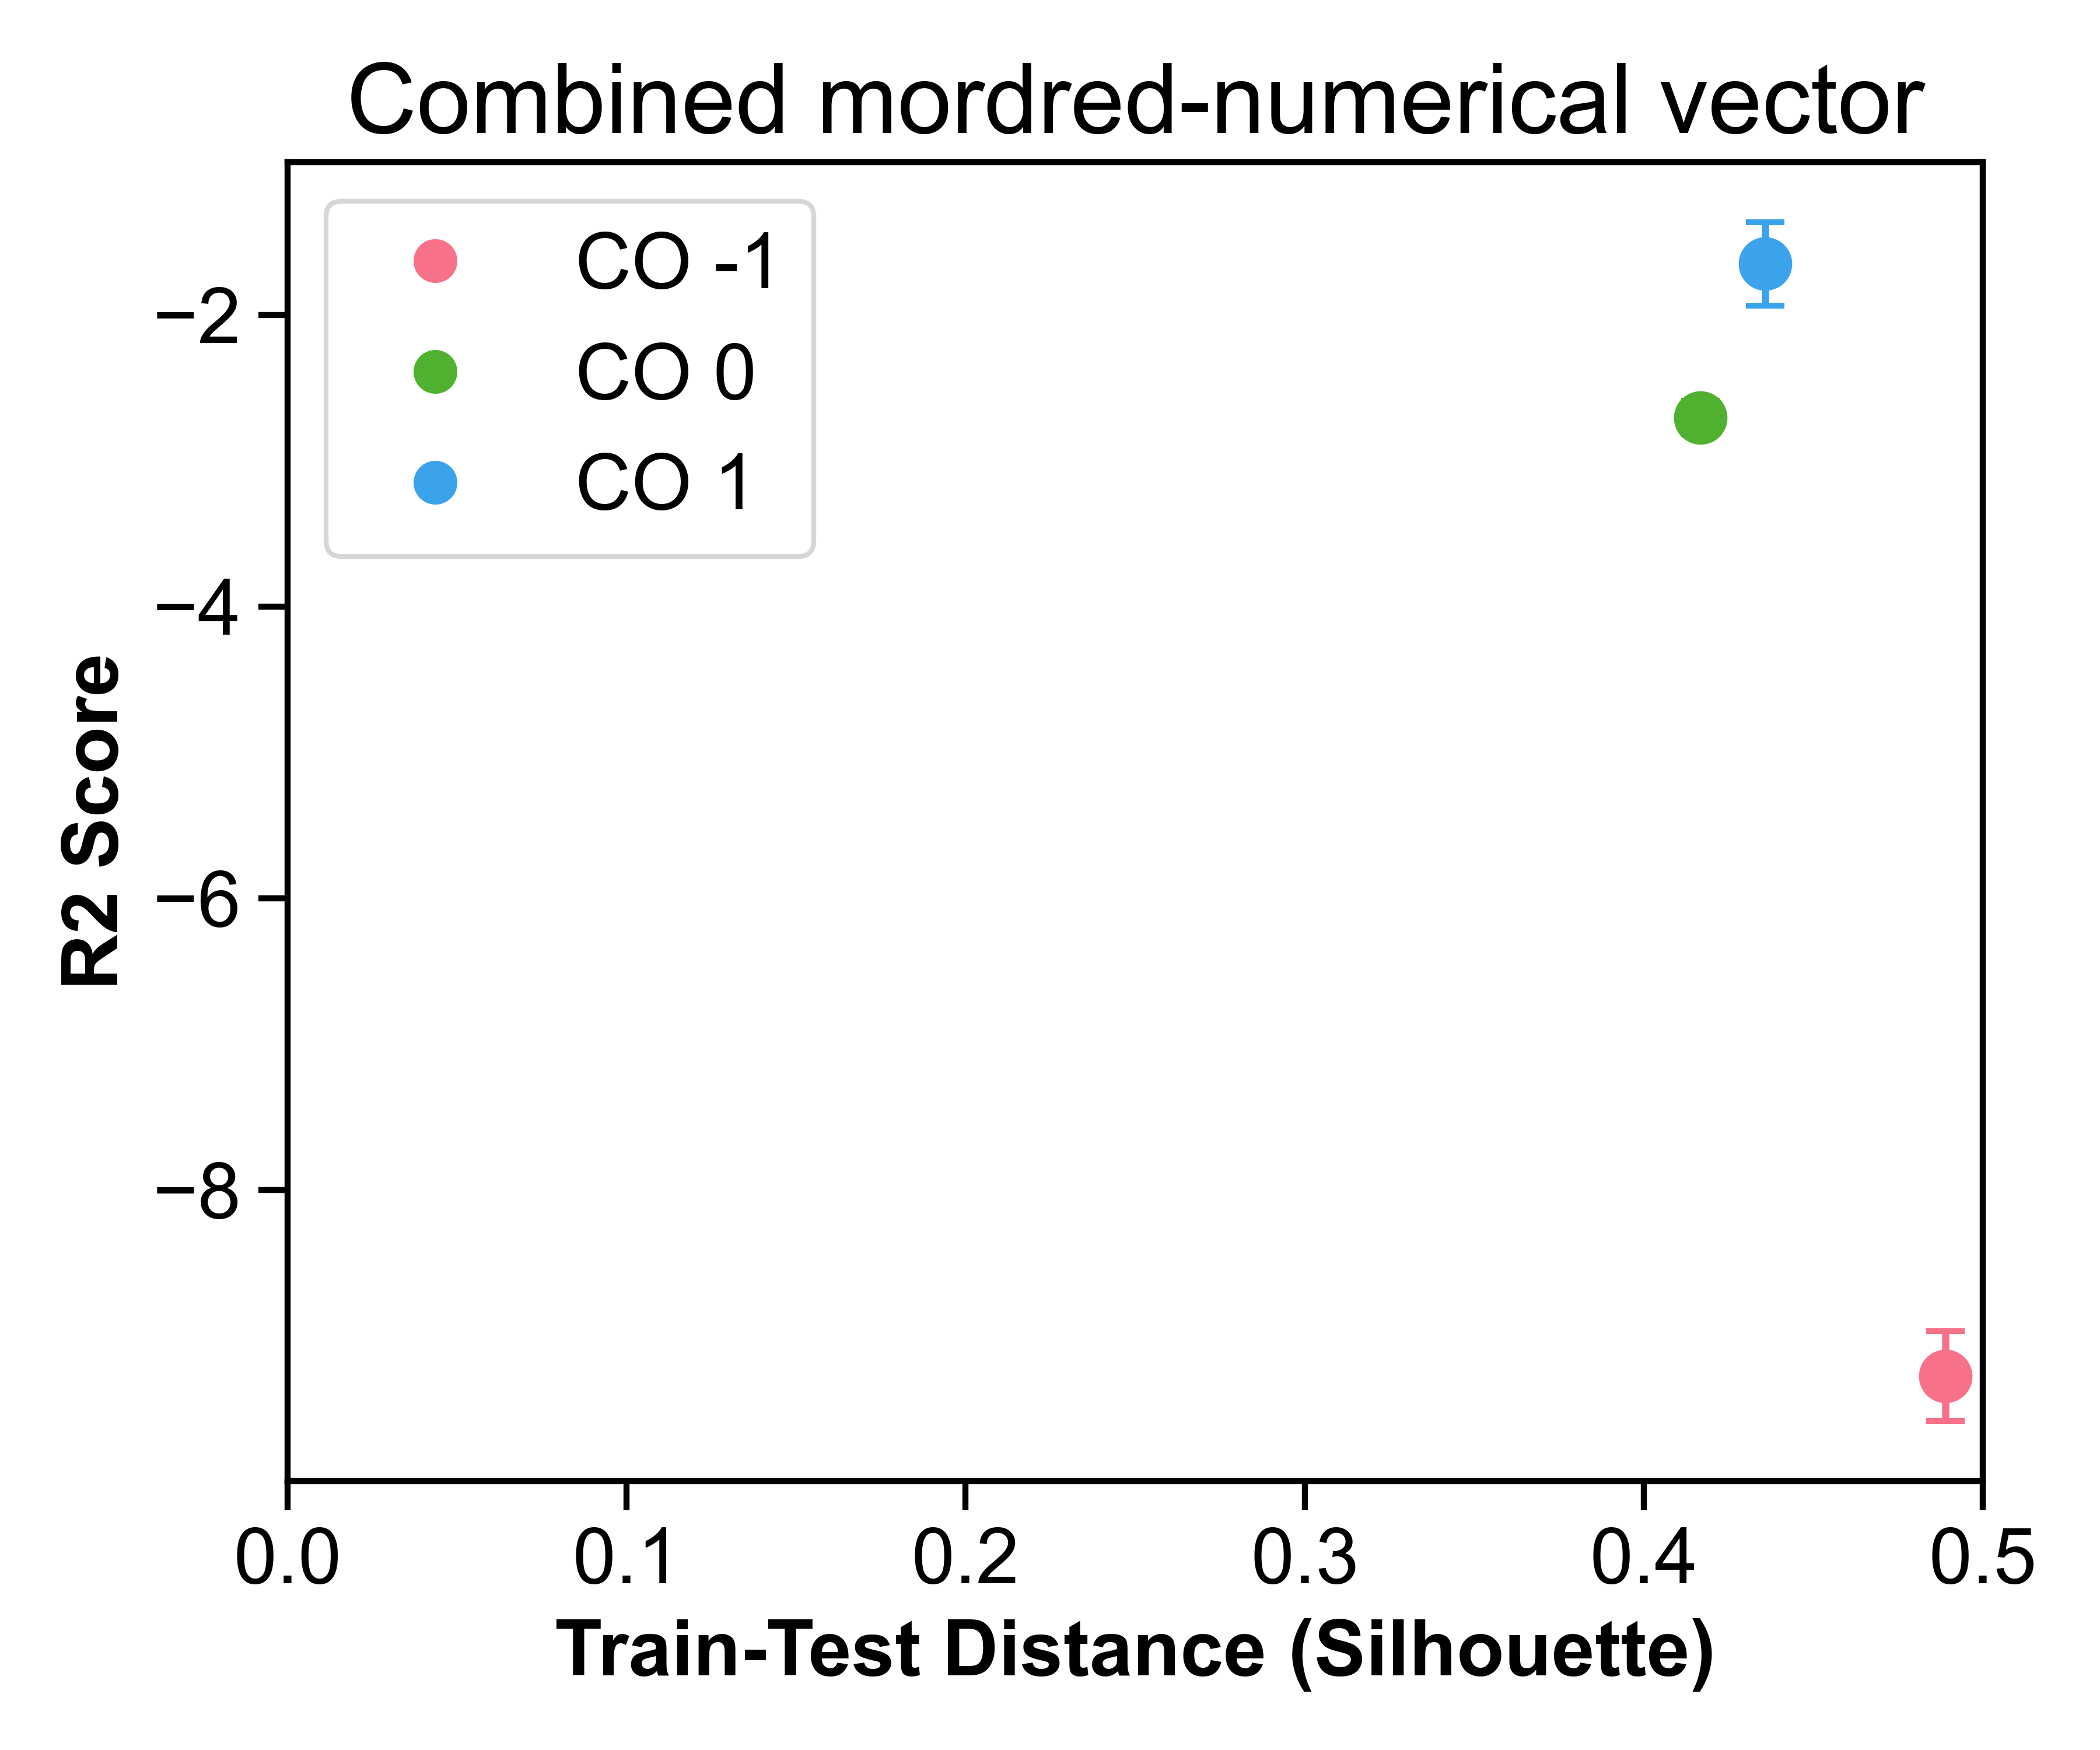 Combined mordred-numerical vector
CO -1
CO 0
CO 1
−2
−4
−6
−8
R2 Score
0.0 0.1 0.2 0.3 0.4 0.5
Train-Test Distance (Silhouette)